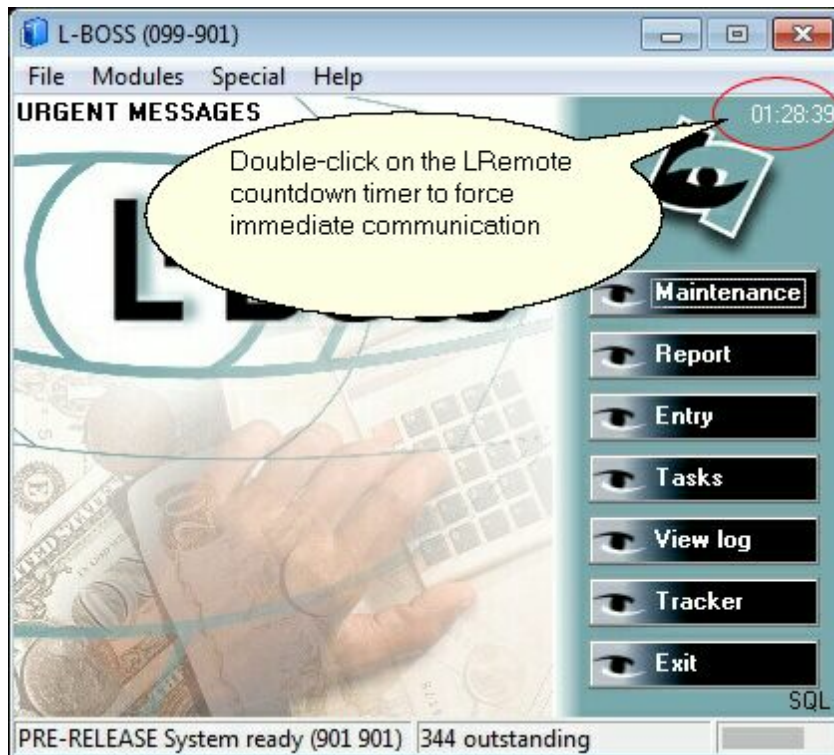 L-BOSS (099-901)
File Modules Special Help
URGENT MESSAGES
01:28:39
Double-click on the LRemote
countdown timer to force
immediate communication
Maintenance
Report
Entry
Tasks
View log
Tracker
Exit
SQL
PRE-RELEASE System ready (901 901) 344 outstanding